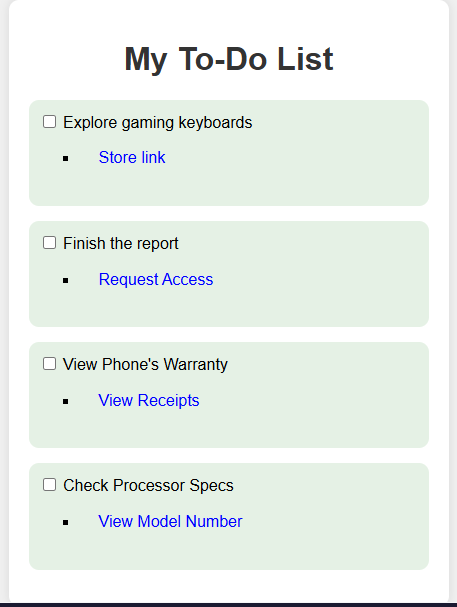 My To-Do List
Explore gaming keyboards
Store link
Finish the report
Request Access
View Phone's Warranty
View Receipts
Check Processor Specs
View Model Number